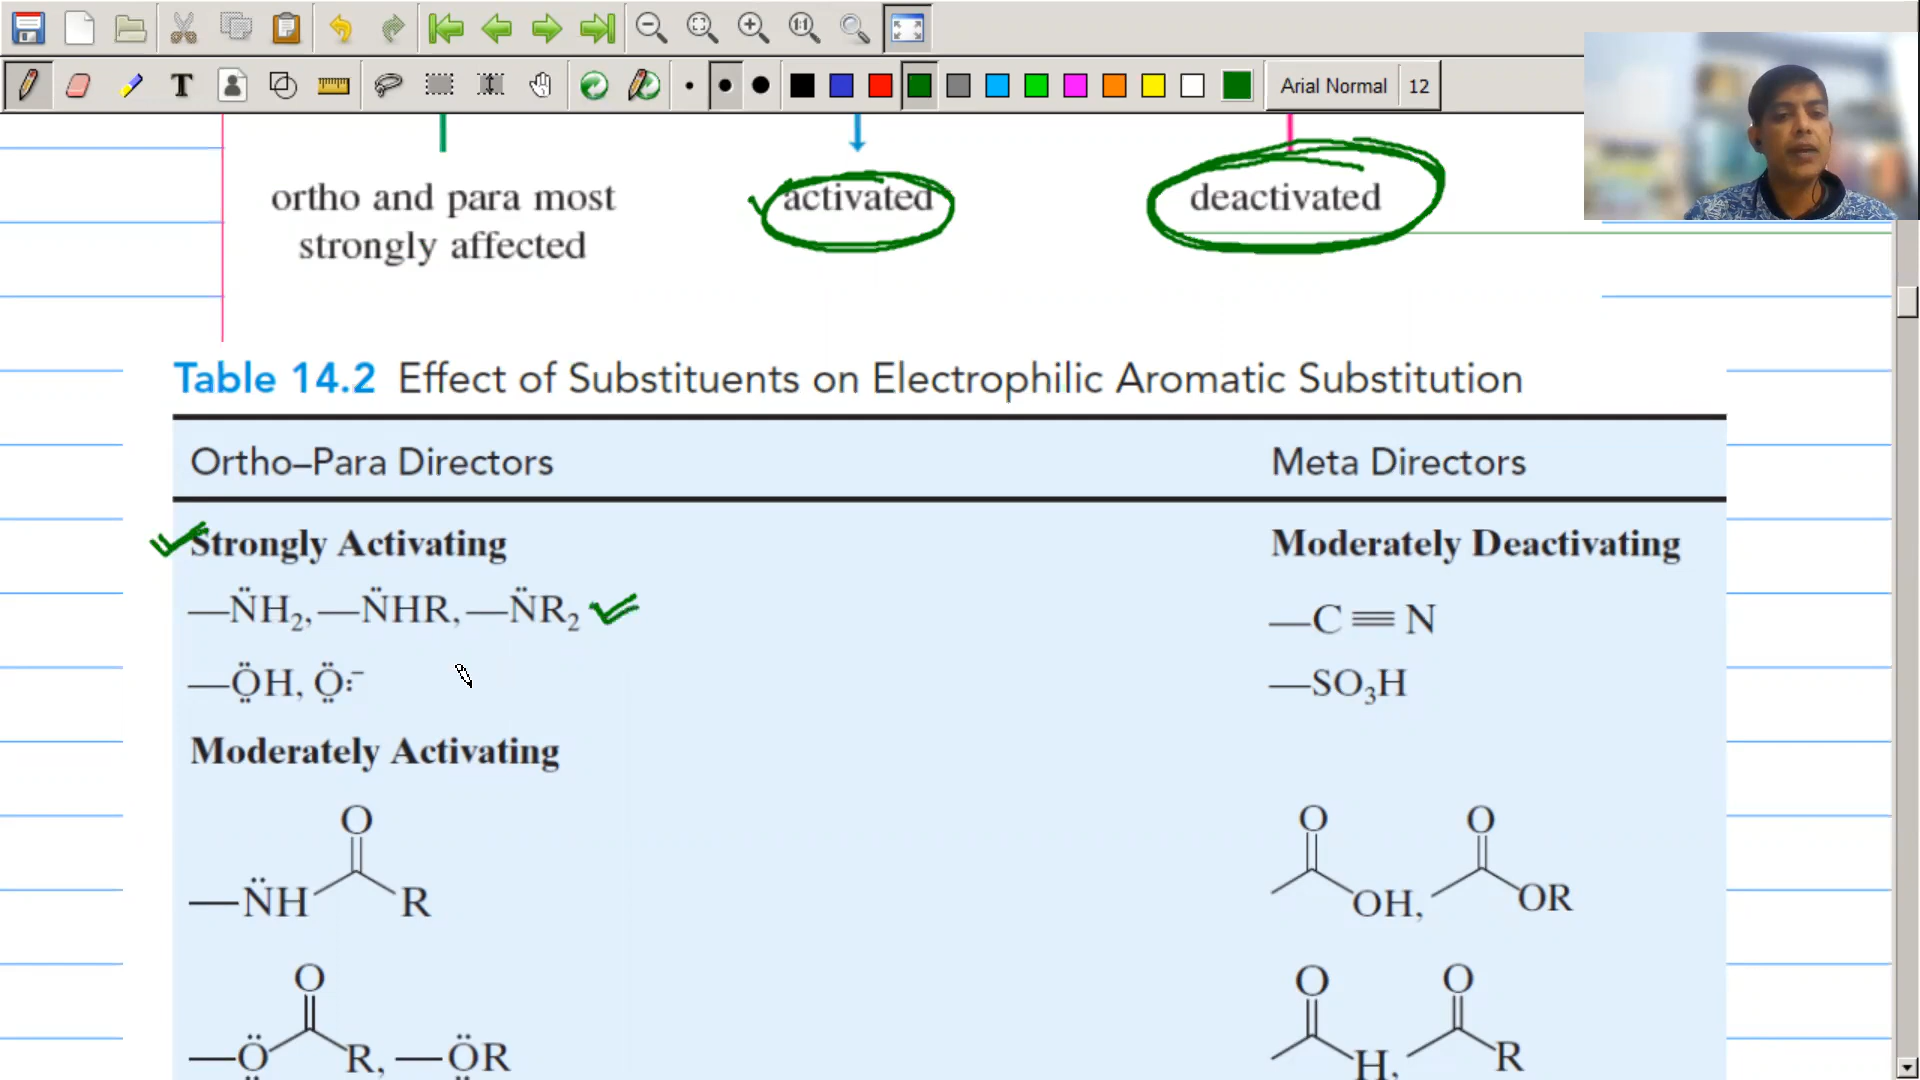 T
Arial Normal 12
1:1
ortho and para most
strongly affected
activated
deactivated
Table 14.2 Effect of Substituents on Electrophilic Aromatic Substitution
Ortho–Para Directors
Meta Directors
Strongly Activating
Moderately Deactivating
—N̈H₂, —N̈HR, —N̈R₂
—C≡N
—ÖH, Ö:⁻
—SO₃H
Moderately Activating
O
O O
—N̈H R
OH, OR
O
O O
—Ö R, —ÖR
H, R